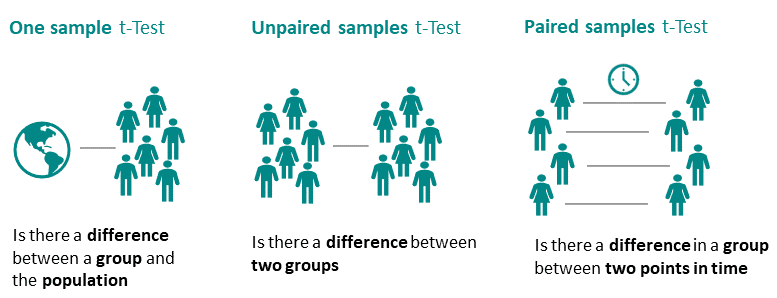 One sample t-Test
Unpaired samples t-Test
Paired samples t-Test
Is there a difference
between a group and
the population
Is there a difference between
two groups
Is there a difference in a group
between two points in time